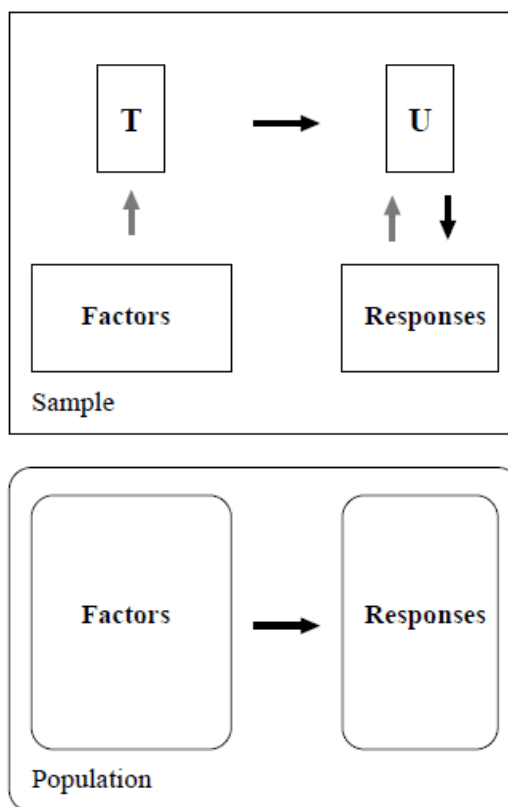 T
U
Factors
Responses
Sample
Factors
Responses
Population